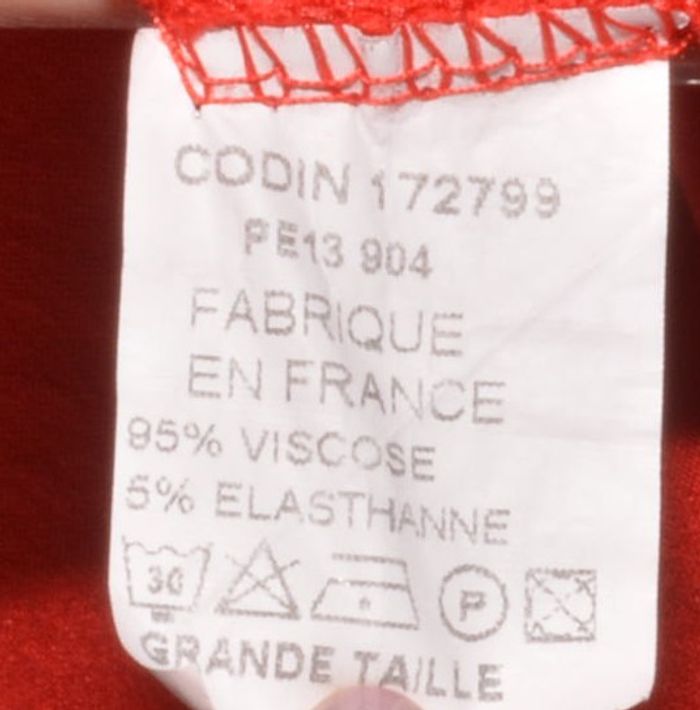 CODIN 172799
PE13 904
FABRIQUE
EN FRANCE
95% VISCOSE
5% ELASTHANNE
30 P
GRANDE TAILLE